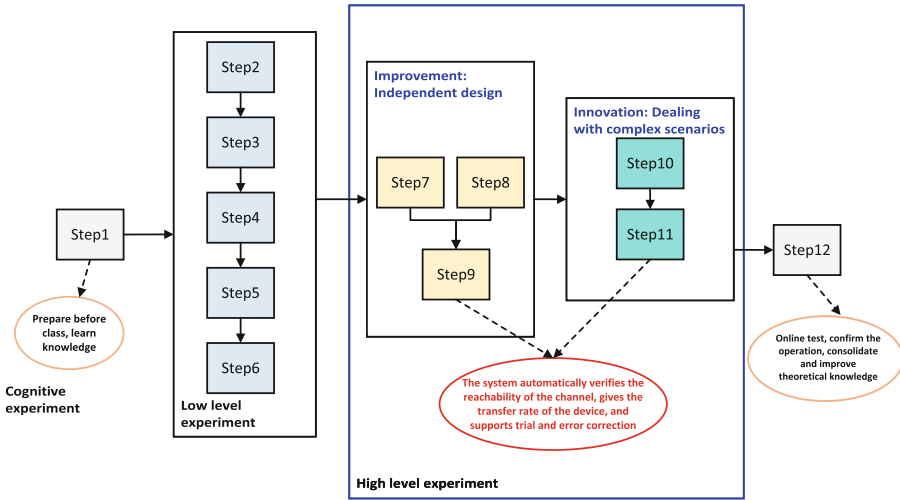 Step1
Prepare before
class, learn
knowledge
Cognitive
experiment
Step2
Step3
Step4
Step5
Step6
Low level
experiment
Improvement:
Independent design
Step7
Step8
Step9
Innovation: Dealing
with complex scenarios
Step10
Step11
The system automatically verifies the
reachability of the channel, gives the
transfer rate of the device, and
supports trial and error correction
High level experiment
Step12
Online test, confirm the
operation, consolidate
and improve
theoretical knowledge